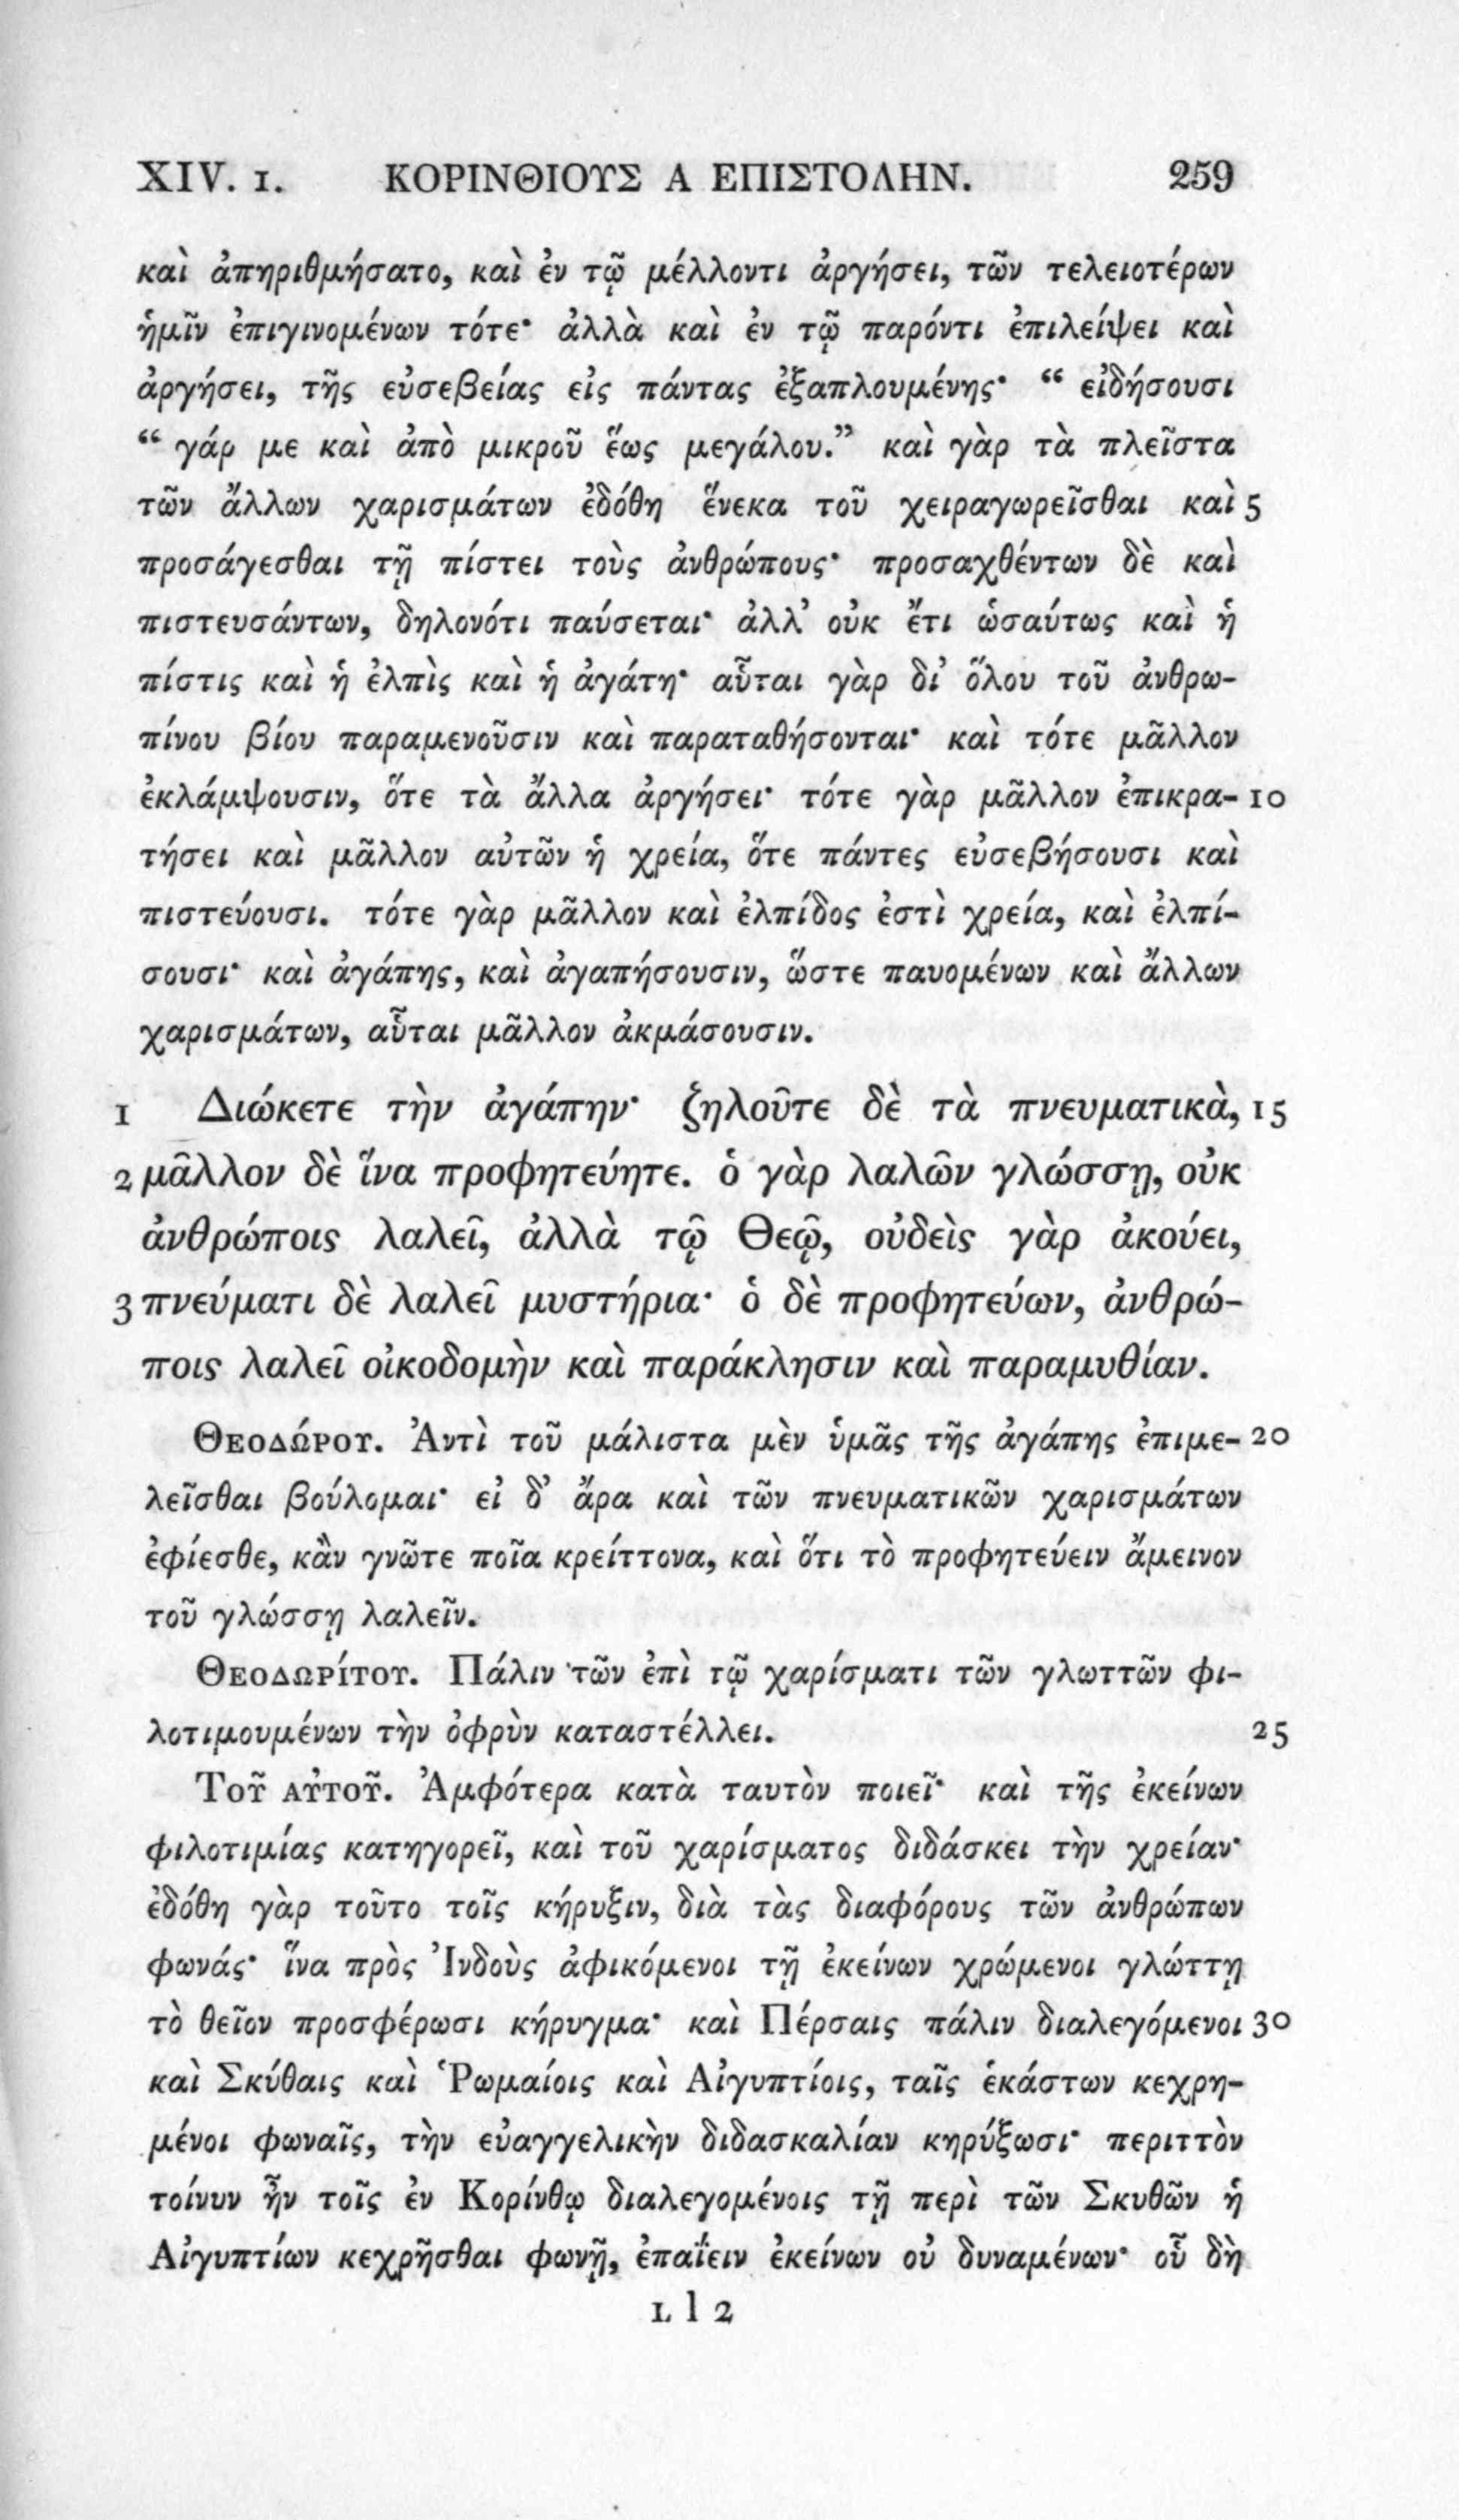 XIV. 1. ΚΟΡΙΝΘΙΟΥΣ Α ΕΠΙΣΤΟΛΗΝ. 259
καὶ ἀπηριθμήσατο, καὶ ἐν τῷ μέλλοντι ἀργήσει, τῶν τελειοτέρων
ἡμῖν ἐπιγινομένων τότε· ἀλλὰ καὶ ἐν τῷ παρόντι ἐπιλείψει καὶ
ἀργήσει, τῆς εὐσεβείας εἰς πάντας ἐξαπλουμένης· “ εἰδήσουσι
“ γάρ με καὶ ἀπὸ μικροῦ ἕως μεγάλου.” καὶ γὰρ τὰ πλεῖστα
τῶν ἄλλων χαρισμάτων ἐδόθη ἕνεκα τοῦ χειραγωρεῖσθαι καὶ 5
προσάγεσθαι τῇ πίστει τοὺς ἀνθρώπους· προσαχθέντων δὲ καὶ
πιστευσάντων, δηλονότι παύσεται· ἀλλ’ οὐκ ἔτι ὡσαύτως καὶ ἡ
πίστις καὶ ἡ ἐλπὶς καὶ ἡ ἀγάτη· αὗται γὰρ δι’ ὅλου τοῦ ἀνθρω-
πίνου βίου παραμενοῦσιν καὶ παραταθήσονται· καὶ τότε μᾶλλον
ἐκλάμψουσιν, ὅτε τὰ ἄλλα ἀργήσει· τότε γὰρ μᾶλλον ἐπικρα- 10
τήσει καὶ μᾶλλον αὐτῶν ἡ χρεία, ὅτε πάντες εὐσεβήσουσι καὶ
πιστεύουσι. τότε γὰρ μᾶλλον καὶ ἐλπίδος ἐστὶ χρεία, καὶ ἐλπί-
σουσι· καὶ ἀγάπης, καὶ ἀγαπήσουσιν, ὥστε παυομένων καὶ ἄλλων
χαρισμάτων, αὗται μᾶλλον ἀκμάσουσιν.
1 Διώκετε τὴν ἀγάπην· ζηλοῦτε δὲ τὰ πνευματικὰ, 15
2 μᾶλλον δὲ ἵνα προφητεύητε. ὁ γὰρ λαλῶν γλώσσῃ, οὐκ
ἀνθρώποις λαλεῖ, ἀλλὰ τῷ Θεῷ, οὐδεὶς γὰρ ἀκούει,
3 πνεύματι δὲ λαλεῖ μυστήρια· ὁ δὲ προφητεύων, ἀνθρώ-
ποις λαλεῖ οἰκοδομὴν καὶ παράκλησιν καὶ παραμυθίαν.
ΘΕΟΔΏΡΟΥ. Ἀντὶ τοῦ μάλιστα μὲν ὑμᾶς τῆς ἀγάπης ἐπιμε- 20
λεῖσθαι βούλομαι· εἰ δ’ ἄρα καὶ τῶν πνευματικῶν χαρισμάτων
ἐφίεσθε, κἂν γνῶτε ποῖα κρείττονα, καὶ ὅτι τὸ προφητεύειν ἄμεινον
τοῦ γλώσσῃ λαλεῖν.
ΘΕΟΔΩΡΊΤΟΥ. Πάλιν τῶν ἐπὶ τῷ χαρίσματι τῶν γλωττῶν φι-
λοτιμουμένων τὴν ὀφρὺν καταστέλλει. 25
ΤΟῦ ΑὐΤΟῦ. Ἀμφότερα κατὰ ταυτὸν ποιεῖ· καὶ τῆς ἐκείνων
φιλοτιμίας κατηγορεῖ, καὶ τοῦ χαρίσματος διδάσκει τὴν χρείαν·
ἐδόθη γὰρ τοῦτο τοῖς κήρυξιν, διὰ τὰς διαφόρους τῶν ἀνθρώπων
φωνάς· ἵνα πρὸς Ἰνδοὺς ἀφικόμενοι τῇ ἐκείνων χρώμενοι γλώττῃ
τὸ θεῖον προσφέρωσι κήρυγμα· καὶ Πέρσαις πάλιν διαλεγόμενοι 30
καὶ Σκύθαις καὶ Ῥωμαίοις καὶ Αἰγυπτίοις, ταῖς ἑκάστων κεχρη-
μένοι φωναῖς, τὴν εὐαγγελικὴν διδασκαλίαν κηρύξωσι· περιττὸν
τοίνυν ἦν τοῖς ἐν Κορίνθῳ διαλεγομένοις τῇ περὶ τῶν Σκυθῶν ἡ
Αἰγυπτίων κεχρῆσθαι φωνῇ, ἐπαΐειν ἐκείνων οὐ δυναμένων· οὗ δὴ
L l 2